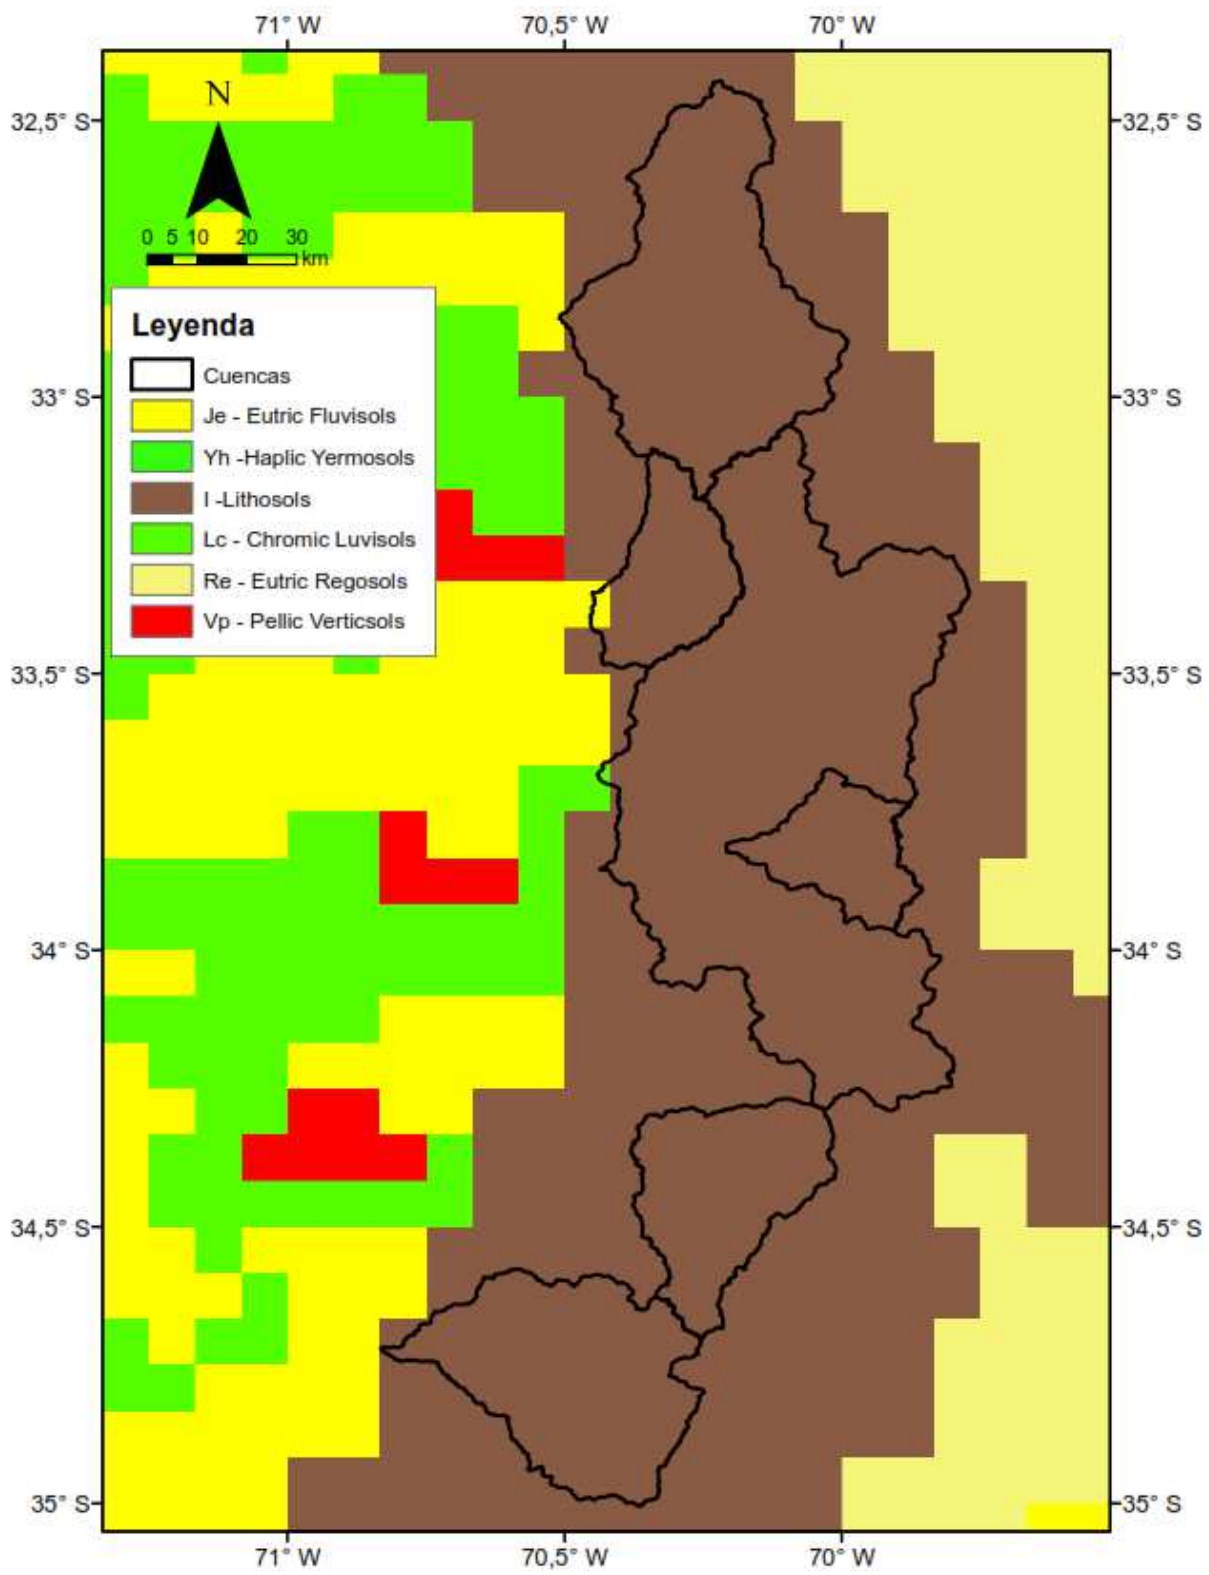 71° W 70,5° W 70° W
N
32,5° S 32,5° S
0 5 10 20 30
km
Leyenda
Cuencas
33° S 33° S
Je - Eutric Fluvisols
Yh -Haplic Yermosols
I -Lithosols
Lc - Chromic Luvisols
Re - Eutric Regosols
Vp - Pellic Verticsols
33,5° S 33,5° S
34° S 34° S
34,5° S 34,5° S
35° S 35° S
71° W 70,5° W 70° W